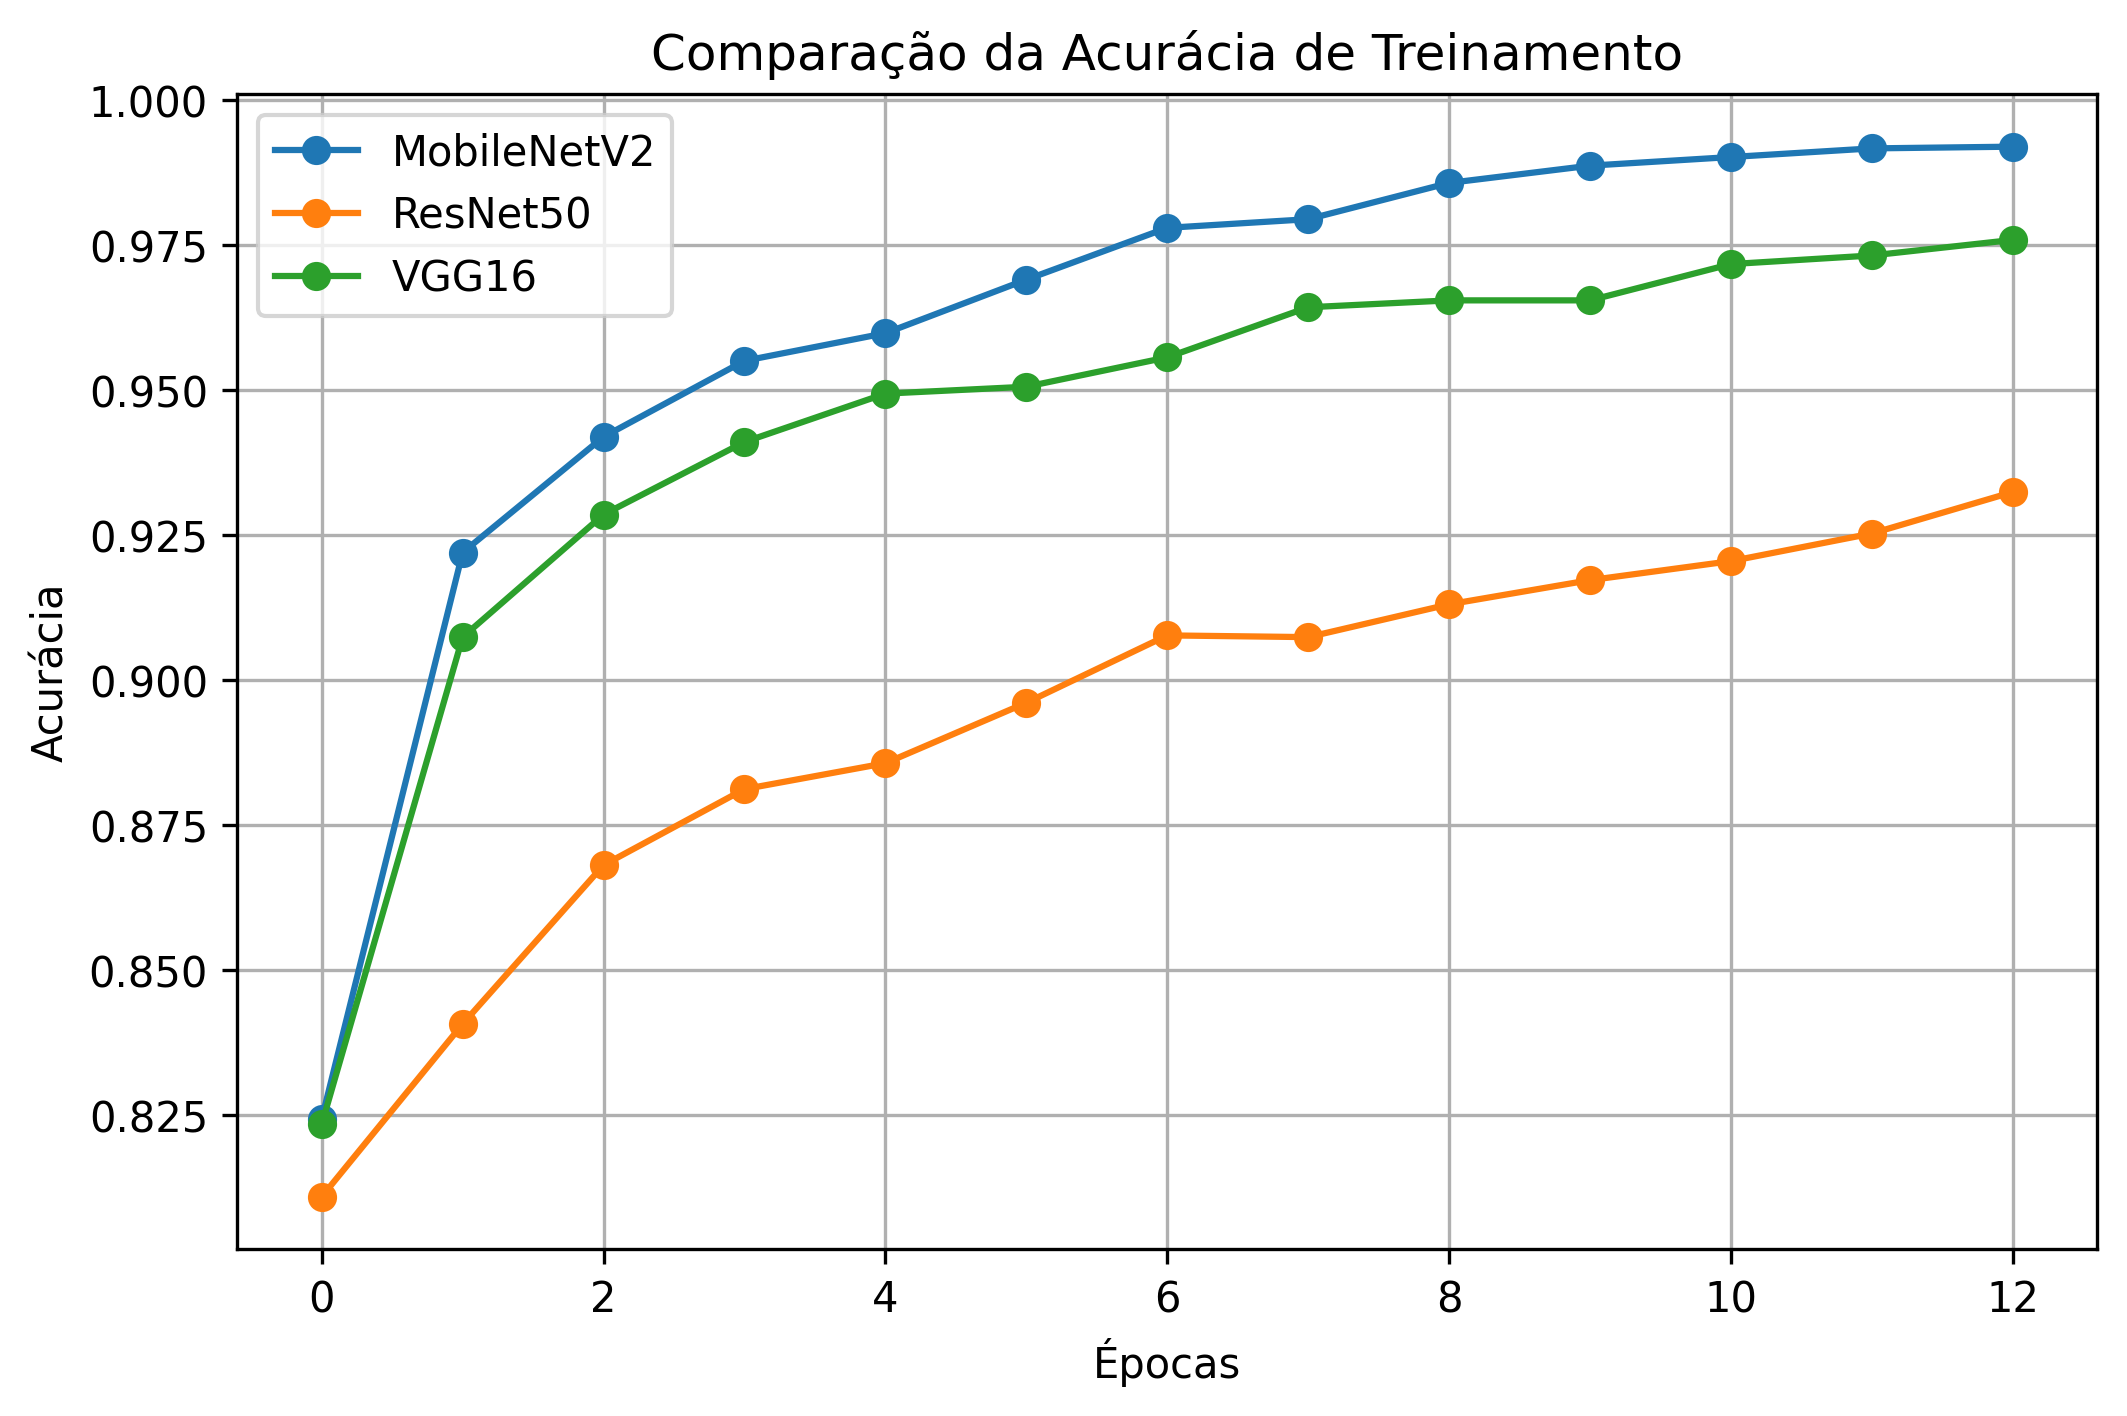 Comparação da Acurácia de Treinamento
1.000
0.975
0.950
0.925
0.900
0.875
0.850
0.825
Acurácia
MobileNetV2
ResNet50
VGG16
0 2 4 6 8 10 12
Épocas